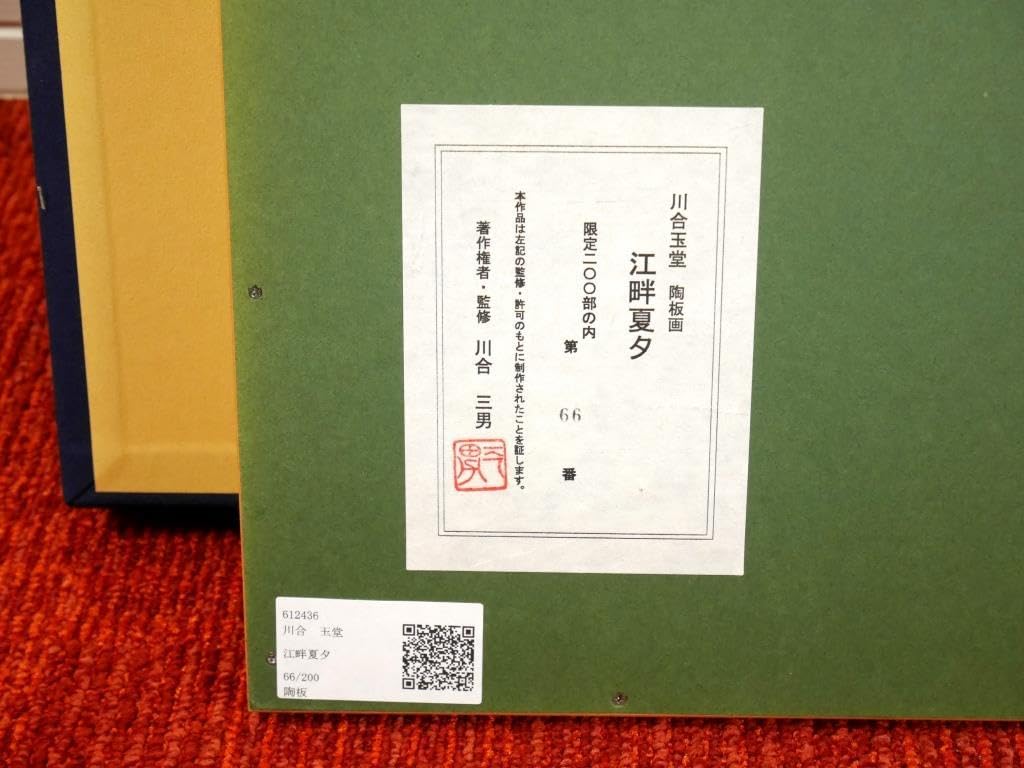 川合玉堂　陶板画
江畔夏夕
限定二〇〇部の内
第　66　番
本作品は左記の監修・許可のもとに制作されたことを証します。
著作権者・監修　川合　三男
612436
川合　玉堂
江畔夏夕
66/200
陶板